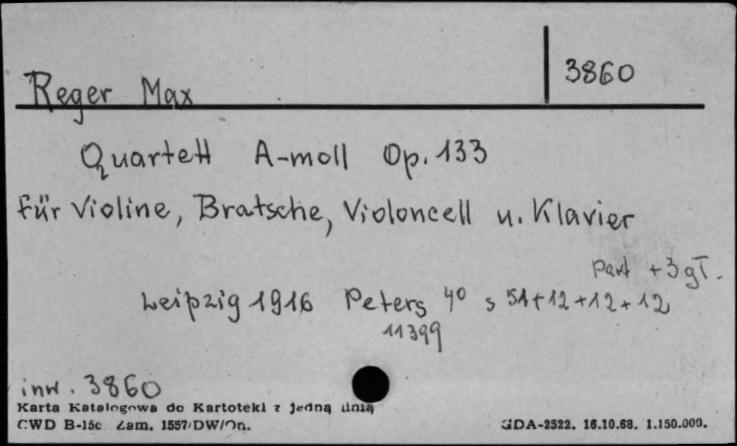 3860
Reger Max
Quartett A-moll Op. 133
für Violine, Bratsche, Violoncell u. Klavier
Part + 3 gł.
Leipzig 1916 Peters 4° s 51+12+12+12
11399
inw. 3860
Karta Katalogowa do Kartoteki z jedną linią
CWD B-15c Zam. 1557/DW/On. GDA-2522. 16.10.68. 1.150.000.